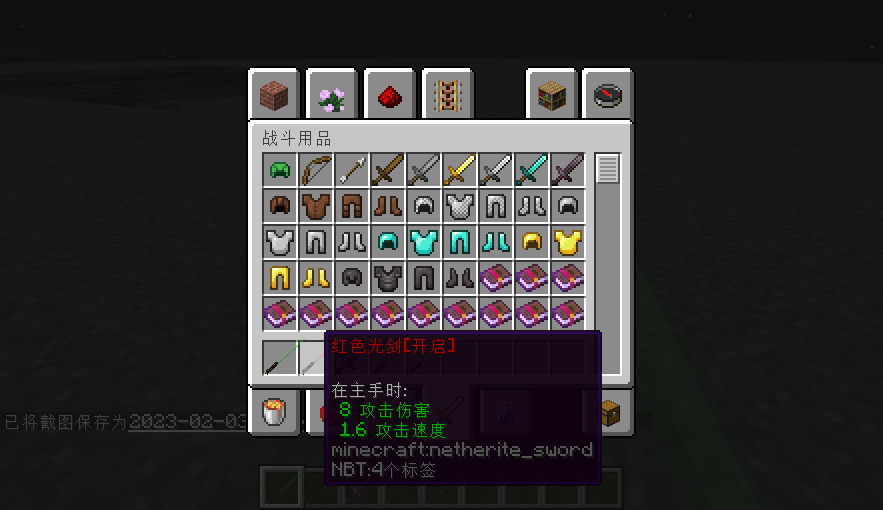 战斗用品
红色光剑[开启]
在主手时:
8 攻击伤害
1.6 攻击速度
minecraft:netherite_sword
NBT:4个标签
已将截图保存为2023-02-03